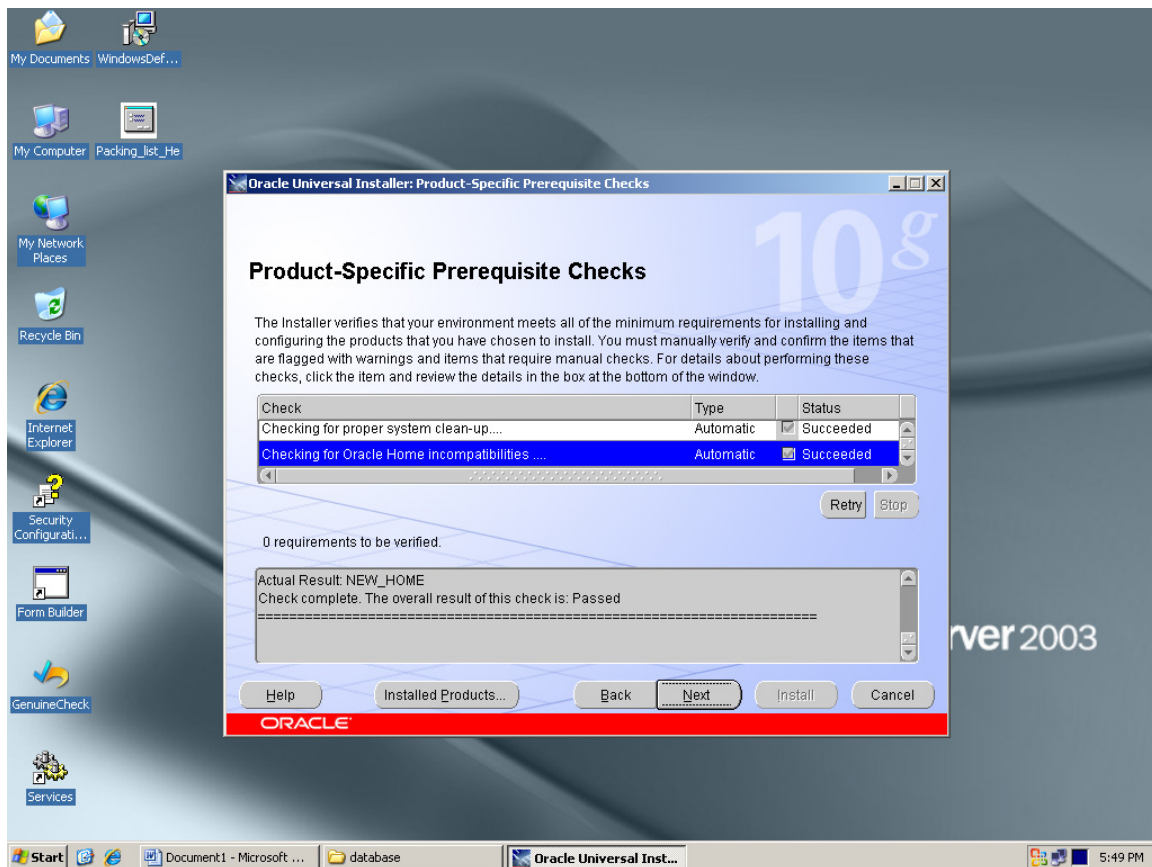 My Documents
WindowsDef...
My Computer
Packing_list_He
My Network
Places
Recycle Bin
Internet
Explorer
Security
Configurati...
Form Builder
GenuineCheck
Services
Oracle Universal Installer: Product-Specific Prerequisite Checks
10g
Product-Specific Prerequisite Checks
The Installer verifies that your environment meets all of the minimum requirements for installing and
configuring the products that you have chosen to install. You must manually verify and confirm the items that
are flagged with warnings and items that require manual checks. For details about performing these
checks, click the item and review the details in the box at the bottom of the window.
Check Type Status
Checking for proper system clean-up.... Automatic Succeeded
Checking for Oracle Home incompatibilities .... Automatic Succeeded
Retry Stop
0 requirements to be verified.
Actual Result: NEW_HOME
Check complete. The overall result of this check is: Passed
========================================================================
Help Installed Products... Back Next Install Cancel
ORACLE
rver 2003
Start Document1 - Microsoft ... database Oracle Universal Inst... 5:49 PM